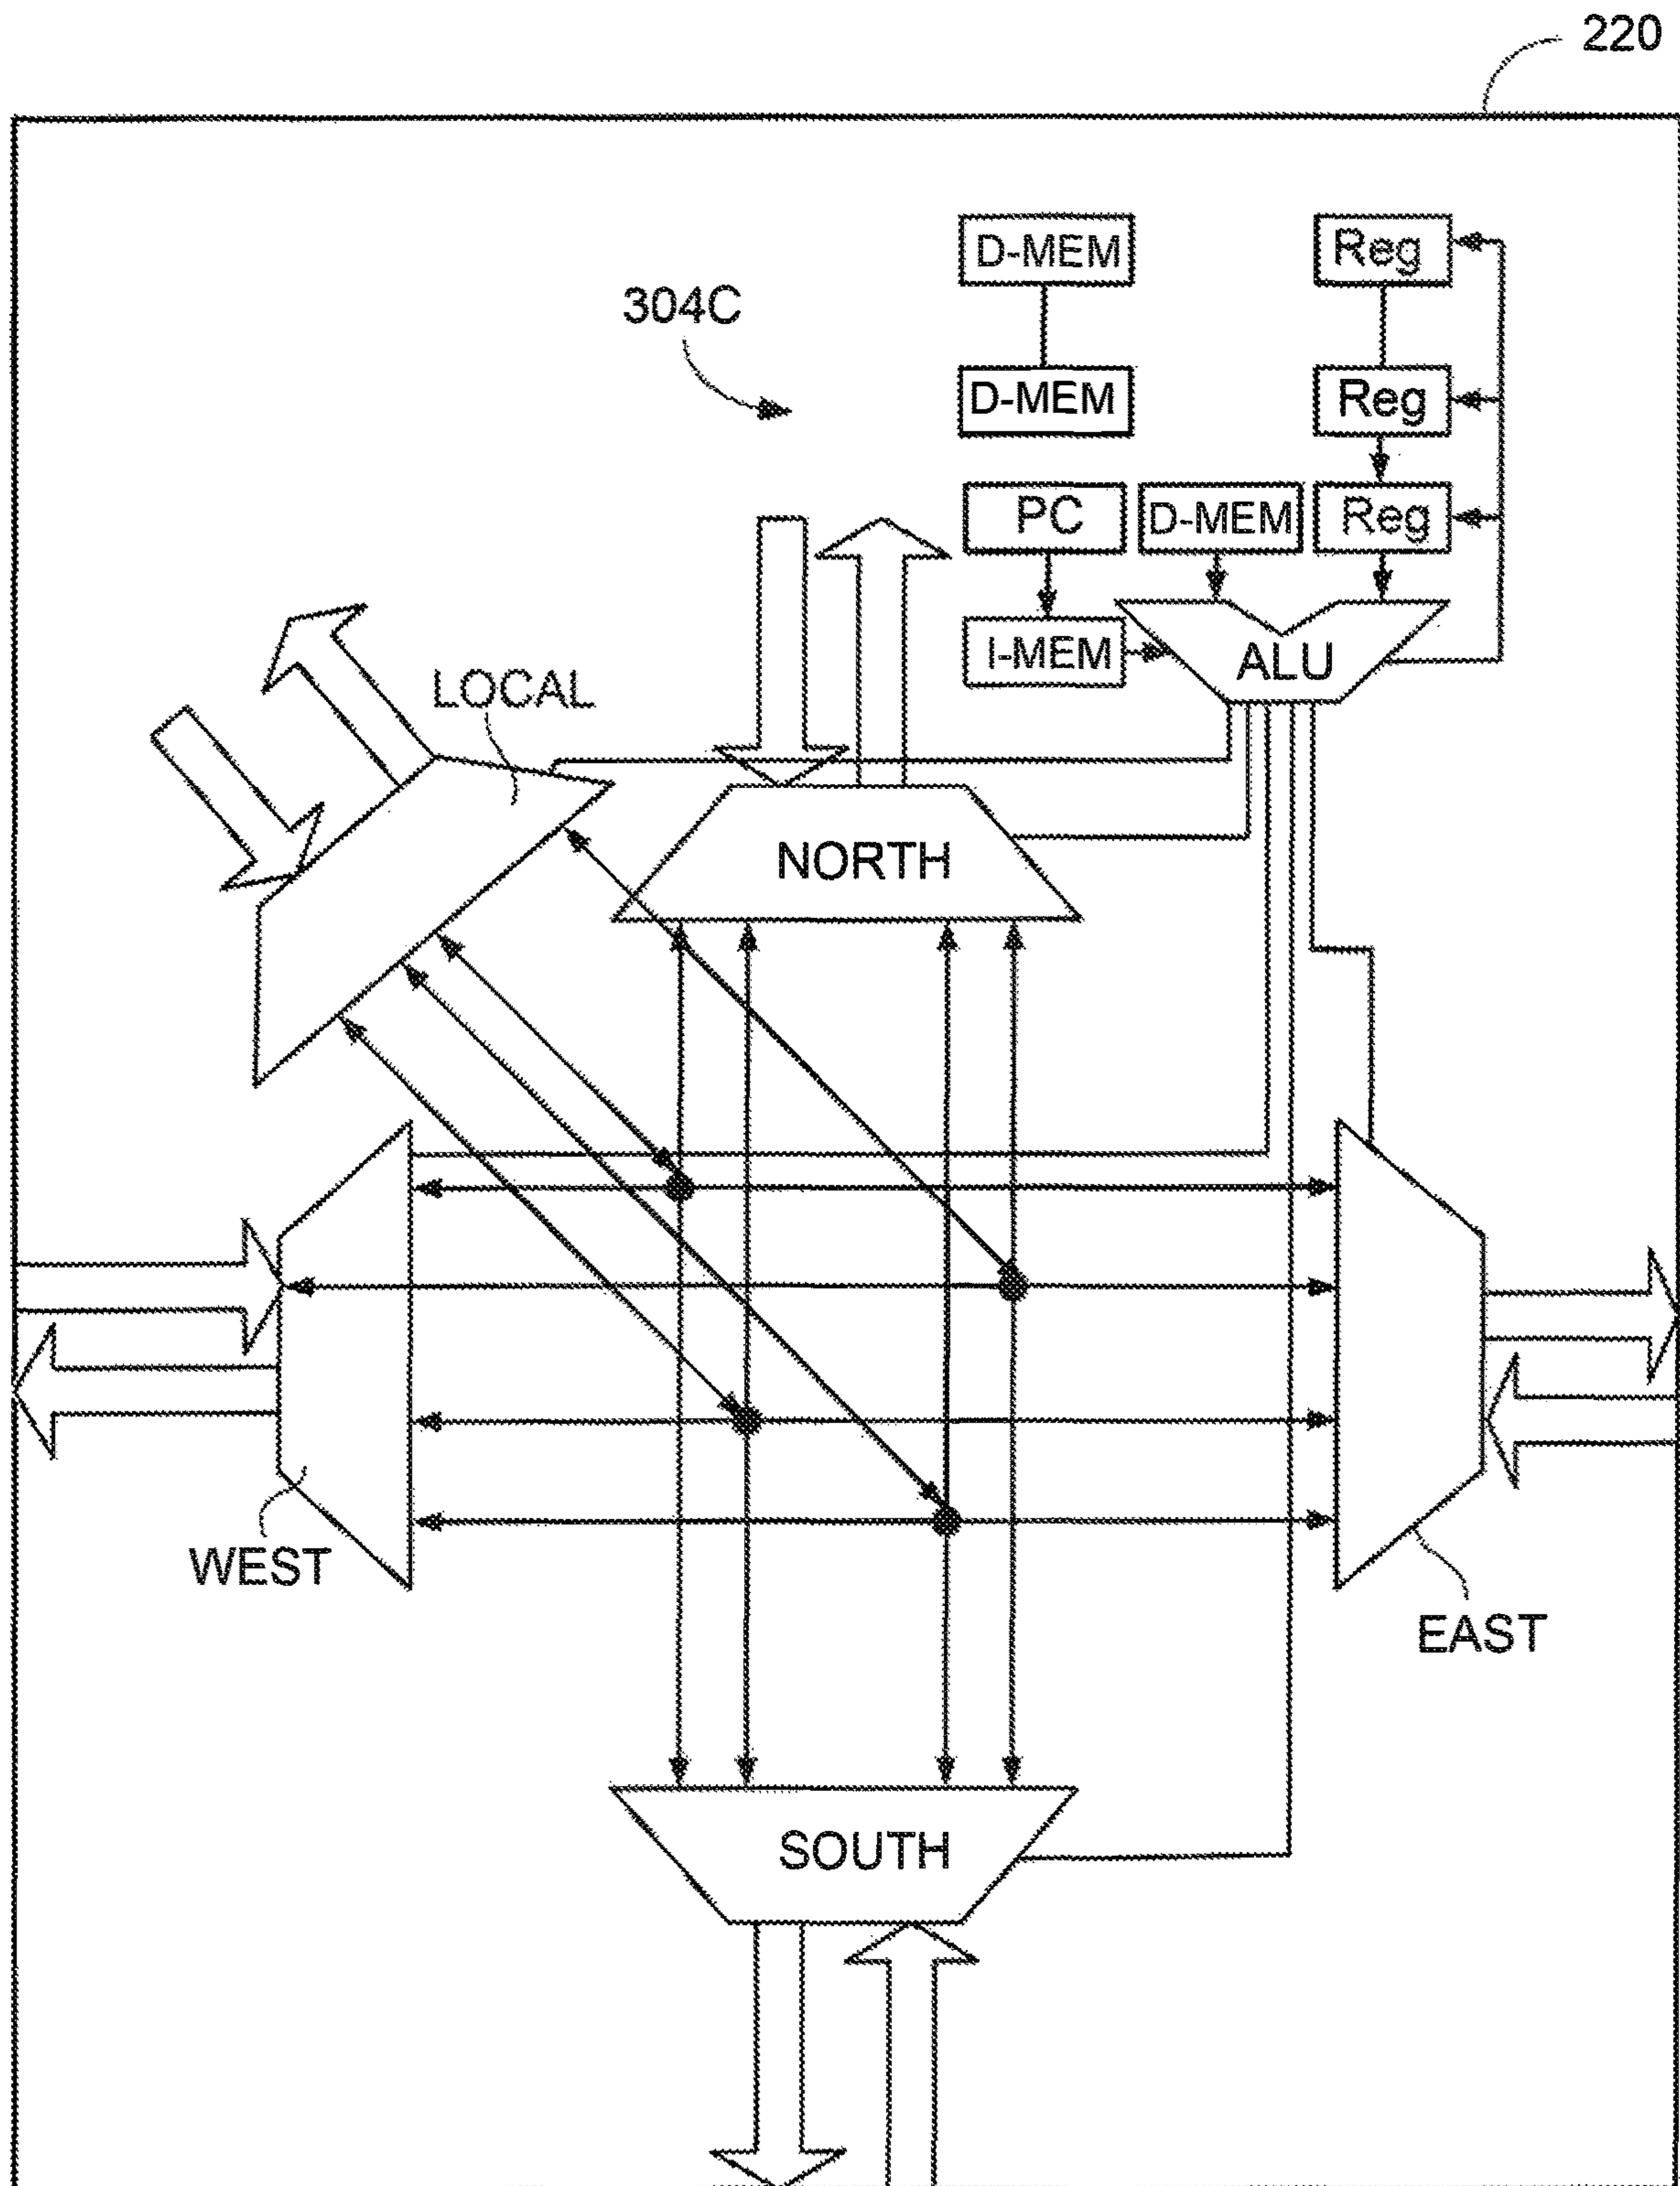 220
D-MEM Reg
304C
D-MEM Reg
PC D-MEM Reg
I-MEM ALU
LOCAL
NORTH
WEST
EAST
SOUTH